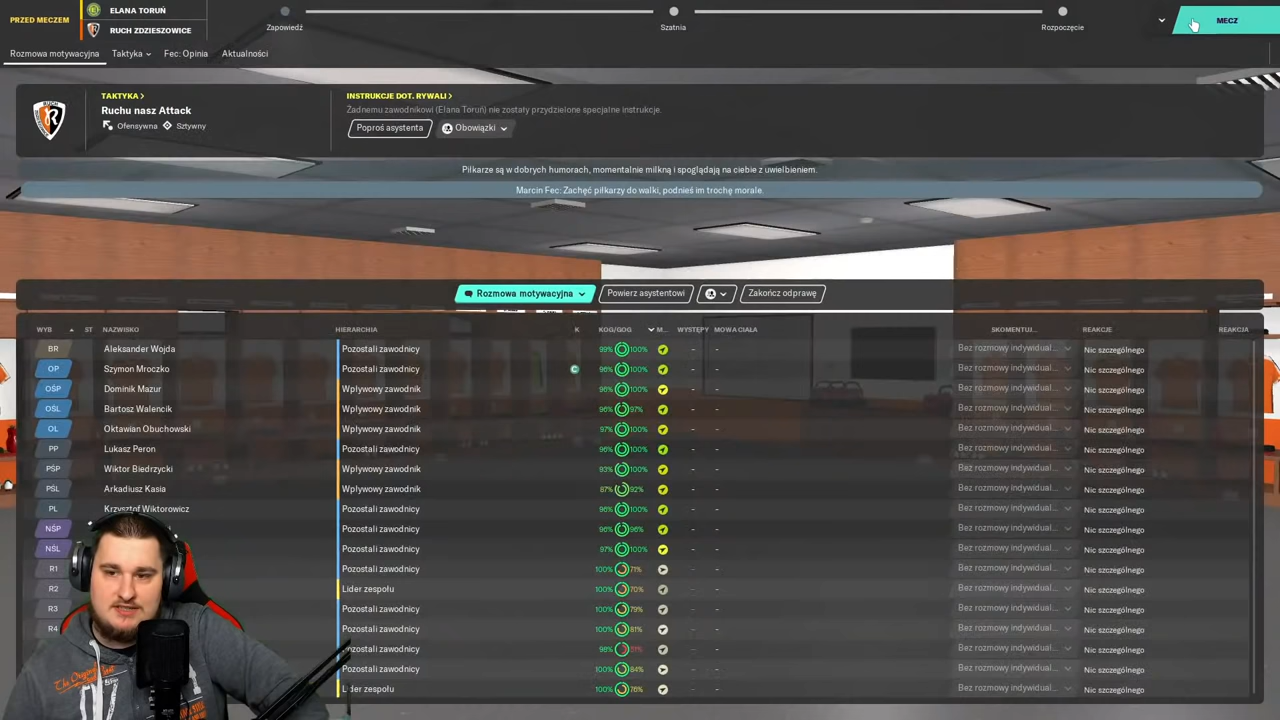 PRZED MECZEM
ELANA TORUŃ
RUCH ZDZIESZOWICE
Zapowiedź
Szatnia
Rozpoczęcie
MECZ
Rozmowa motywacyjna
Taktyka
Fec: Opinia
Aktualności
TAKTYKA >
Ruchu nasz Attack
Ofensywna
Sztywny
INSTRUKCJE DOT. RYWALI >
Żadnemu zawodnikowi (Elana Toruń) nie zostały przydzielone specjalne instrukcje.
Poproś asystenta
Obowiązki
RUCH
Piłkarze są w dobrych humorach, momentalnie milkną i spoglądają na ciebie z uwielbieniem.
Marcin Fec: Zachęć piłkarzy do walki, podnieś im trochę morale.
Rozmowa motywacyjna
Powierz asystentowi
Zakończ odprawę
WYB ST NAZWISKO HIERARCHIA K KOG/GOG M... WYSTĘPY MOWA CIAŁA SKOMENTUJ... REAKCJE REAKCJA
BR Aleksander Wojda Pozostali zawodnicy 99% 100% - - Bez rozmowy indywidual... Nic szczególnego
OP Szymon Mroczko Pozostali zawodnicy C 96% 100% - - Bez rozmowy indywidual... Nic szczególnego
OŚP Dominik Mazur Wpływowy zawodnik 96% 100% - - Bez rozmowy indywidual... Nic szczególnego
OŚL Bartosz Walencik Wpływowy zawodnik 96% 97% - - Bez rozmowy indywidual... Nic szczególnego
OL Oktawian Obuchowski Wpływowy zawodnik 97% 100% - - Bez rozmowy indywidual... Nic szczególnego
PP Lukasz Peron Pozostali zawodnicy 96% 100% - - Bez rozmowy indywidual... Nic szczególnego
PŚP Wiktor Biedrzycki Wpływowy zawodnik 93% 100% - - Bez rozmowy indywidual... Nic szczególnego
PŚL Arkadiusz Kasia Wpływowy zawodnik 87% 92% - - Bez rozmowy indywidual... Nic szczególnego
PL Krzysztof Wiktorowicz Pozostali zawodnicy 96% 100% - - Bez rozmowy indywidual... Nic szczególnego
NŚP Pozostali zawodnicy 96% 96% - - Bez rozmowy indywidual... Nic szczególnego
NŚL Pozostali zawodnicy 97% 100% - - Bez rozmowy indywidual... Nic szczególnego
R1 Pozostali zawodnicy 100% 71% - - Bez rozmowy indywidual... Nic szczególnego
R2 Lider zespołu 100% 70% - - Bez rozmowy indywidual... Nic szczególnego
R3 Pozostali zawodnicy 100% 79% - - Bez rozmowy indywidual... Nic szczególnego
R4 Pozostali zawodnicy 100% 81% - - Bez rozmowy indywidual... Nic szczególnego
zawodnicy 98% - - Bez rozmowy indywidual... Nic szczególnego
Pozostali zawodnicy 100% 84% - - Bez rozmowy indywidual... Nic szczególnego
zespołu 100% 76% - - Bez rozmowy indywidual... Nic szczególnego